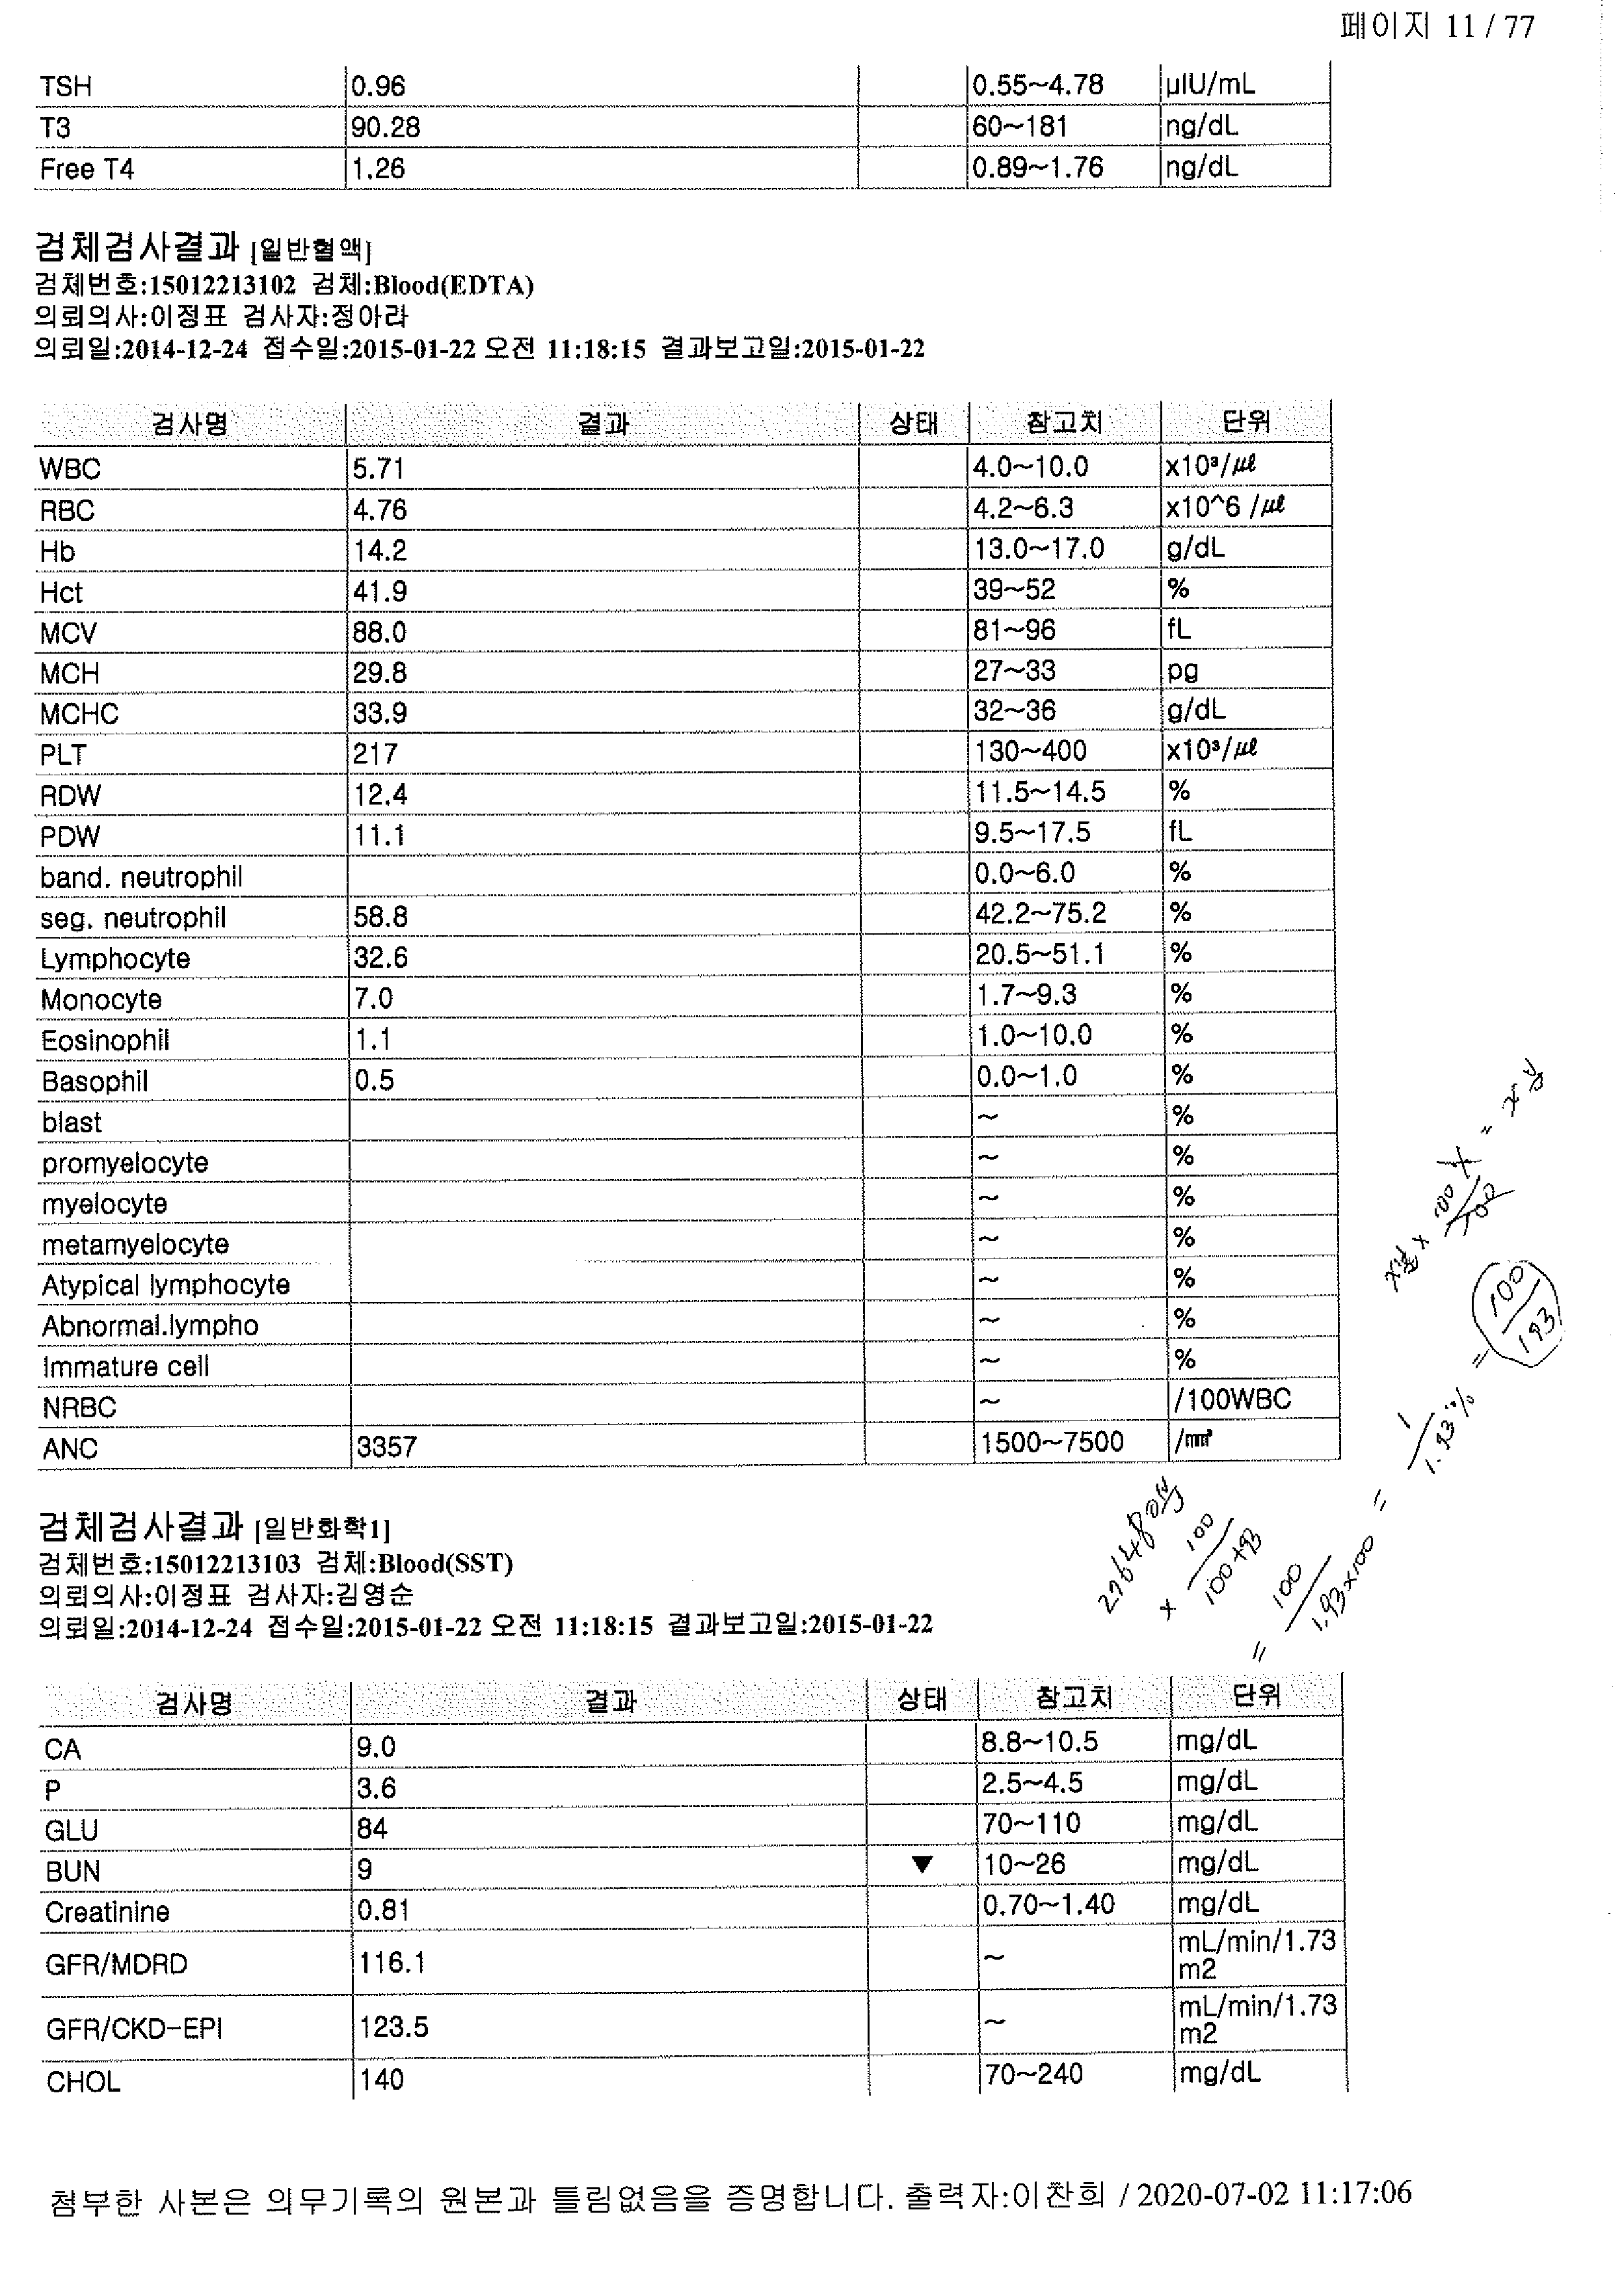 페이지 11 / 77
TSH 0.96 0.55~4.78 µIU/mL
T3 90.28 60~181 ng/dL
Free T4 1.26 0.89~1.76 ng/dL
검체검사결과 [일반혈액]
검체번호:15012213102 검체:Blood(EDTA)
의뢰의사:이정표 검사자:정아라
의뢰일:2014-12-24 접수일:2015-01-22 오전 11:18:15 결과보고일:2015-01-22
검사명 결과 상태 참고치 단위
WBC 5.71 4.0~10.0 x10³/㎕
RBC 4.76 4.2~6.3 x10^6 /㎕
Hb 14.2 13.0~17.0 g/dL
Hct 41.9 39~52 %
MCV 88.0 81~96 fL
MCH 29.8 27~33 pg
MCHC 33.9 32~36 g/dL
PLT 217 130~400 x10³/㎕
RDW 12.4 11.5~14.5 %
PDW 11.1 9.5~17.5 fL
band. neutrophil 0.0~6.0 %
seg. neutrophil 58.8 42.2~75.2 %
Lymphocyte 32.6 20.5~51.1 %
Monocyte 7.0 1.7~9.3 %
Eosinophil 1.1 1.0~10.0 %
Basophil 0.5 0.0~1.0 %
blast ~ %
promyelocyte ~ %
myelocyte ~ %
metamyelocyte ~ %
Atypical lymphocyte ~ %
Abnormal.lympho ~ %
Immature cell ~ %
NRBC ~ /100WBC
ANC 3357 1500~7500 /㎣
검체검사결과 [일반화학1]
검체번호:15012213103 검체:Blood(SST)
의뢰의사:이정표 검사자:김영순
의뢰일:2014-12-24 접수일:2015-01-22 오전 11:18:15 결과보고일:2015-01-22
× 100/100+93
= 100/1.93×100 = 1/1.93 % = 100/193
검사명 결과 상태 참고치 단위
CA 9.0 8.8~10.5 mg/dL
P 3.6 2.5~4.5 mg/dL
GLU 84 70~110 mg/dL
BUN 9 ▼ 10~26 mg/dL
Creatinine 0.81 0.70~1.40 mg/dL
GFR/MDRD 116.1 ~ mL/min/1.73 m2
GFR/CKD-EPI 123.5 ~ mL/min/1.73 m2
CHOL 140 70~240 mg/dL
첨부한 사본은 의무기록의 원본과 틀림없음을 증명합니다. 출력자:이찬희 / 2020-07-02 11:17:06